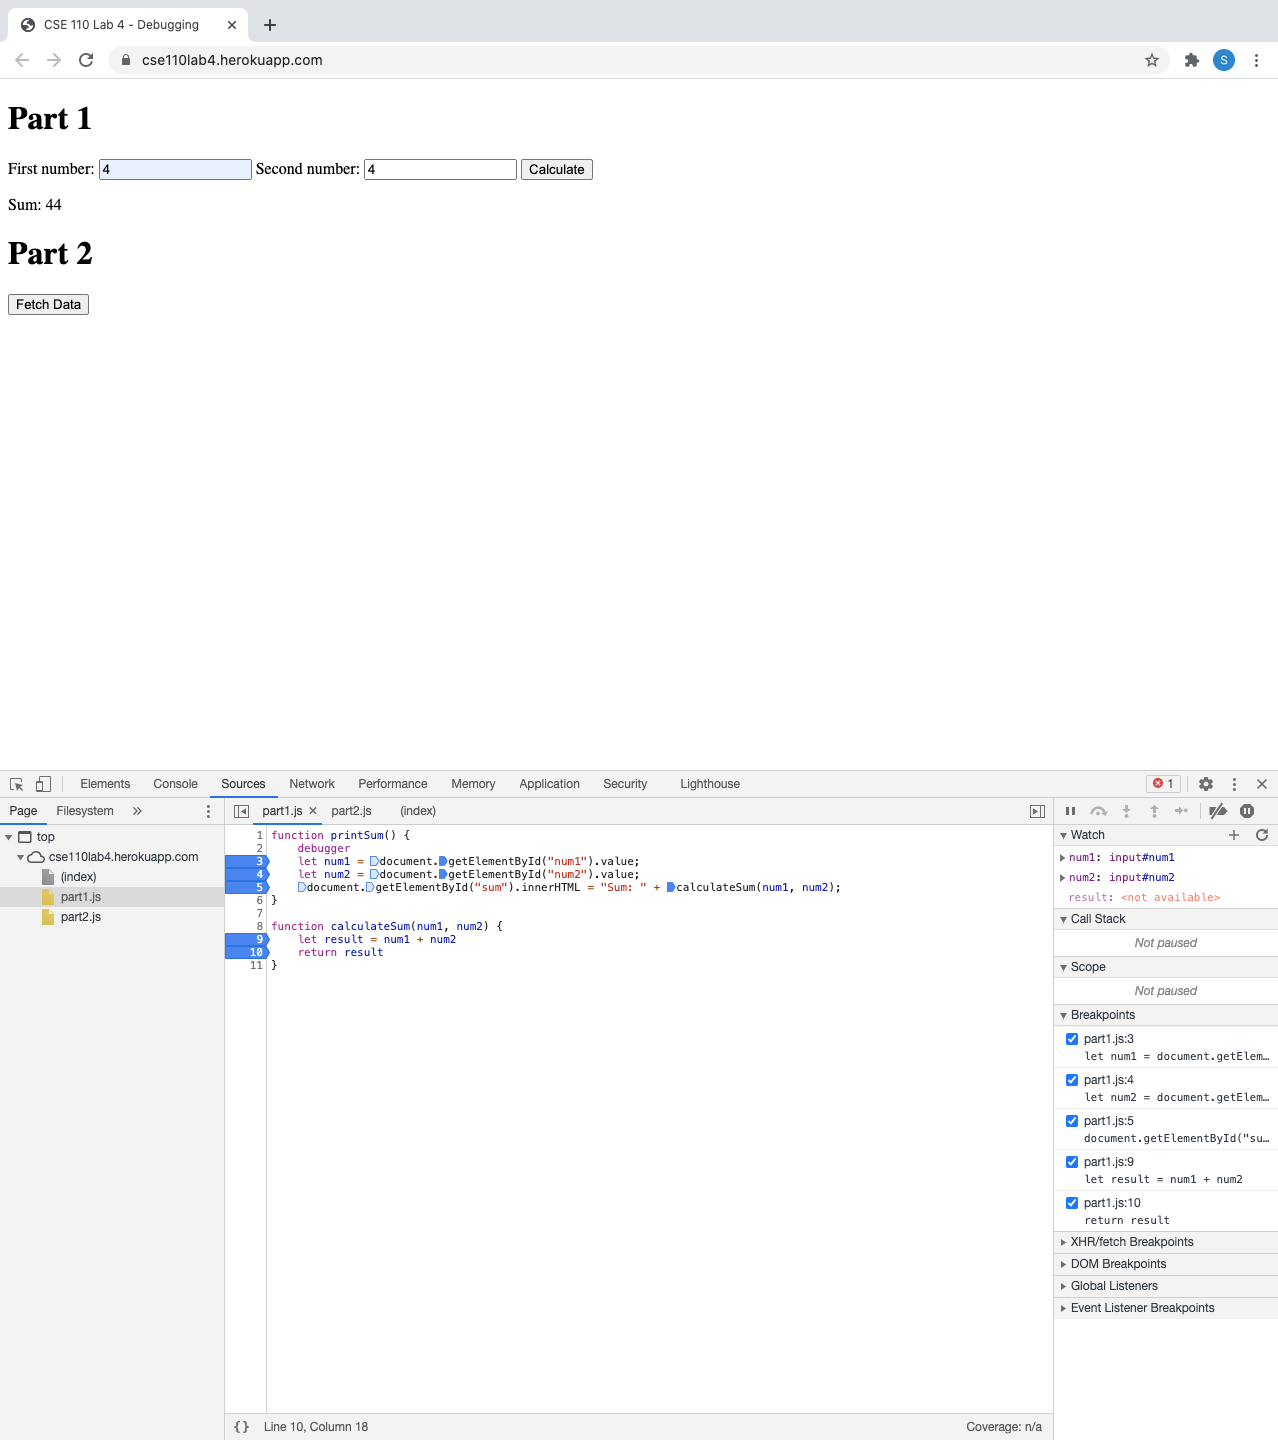 CSE 110 Lab 4 - Debugging
cse110lab4.herokuapp.com
S
Part 1
First number: 4 Second number: 4 Calculate
Sum: 44
Part 2
Fetch Data
Elements Console Sources Network Performance Memory Application Security Lighthouse 1
Page Filesystem »
part1.js part2.js (index)
top
cse110lab4.herokuapp.com
(index)
part1.js
part2.js
1 function printSum() {
2 debugger
3 let num1 = document.getElementById("num1").value;
4 let num2 = document.getElementById("num2").value;
5 document.getElementById("sum").innerHTML = "Sum: " + calculateSum(num1, num2);
6 }
7
8 function calculateSum(num1, num2) {
9 let result = num1 + num2
10 return result
11 }
{} Line 10, Column 18 Coverage: n/a
Watch
num1: input#num1
num2: input#num2
result: <not available>
Call Stack
Not paused
Scope
Not paused
Breakpoints
part1.js:3
let num1 = document.getElem…
part1.js:4
let num2 = document.getElem…
part1.js:5
document.getElementById("su…
part1.js:9
let result = num1 + num2
part1.js:10
return result
XHR/fetch Breakpoints
DOM Breakpoints
Global Listeners
Event Listener Breakpoints